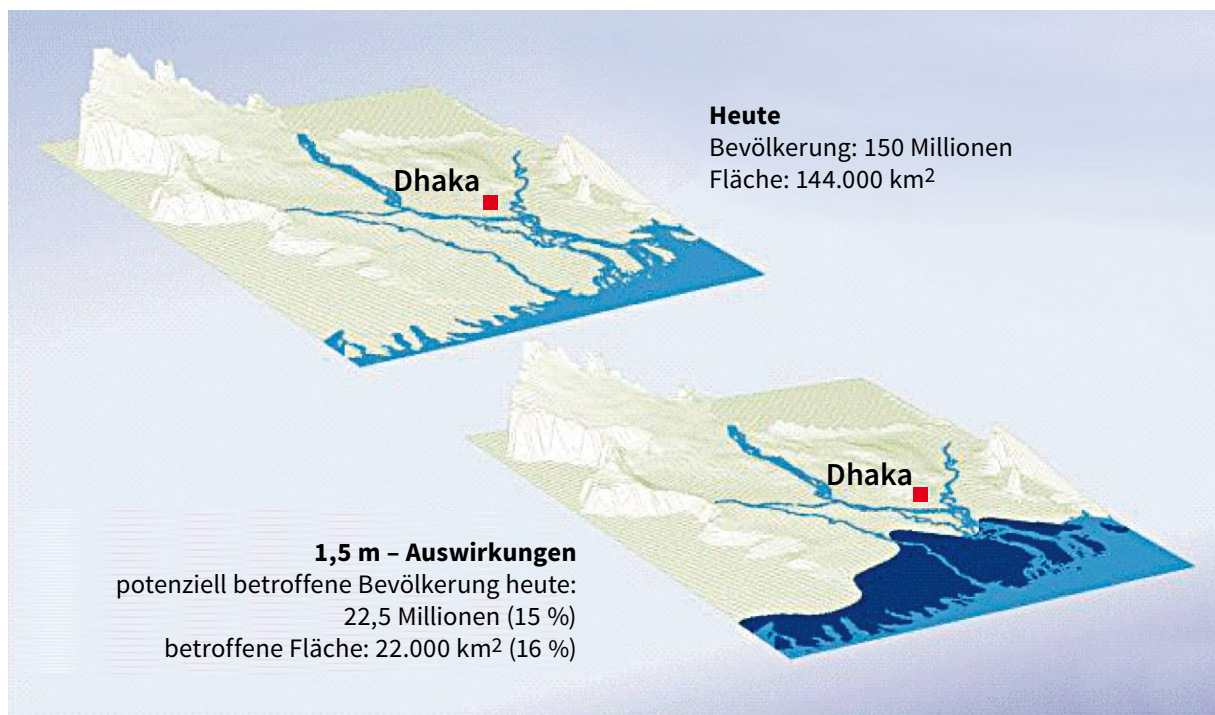 Heute
Bevölkerung: 150 Millionen
Fläche: 144.000 km²
Dhaka
Dhaka
1,5 m – Auswirkungen
potenziell betroffene Bevölkerung heute:
22,5 Millionen (15 %)
betroffene Fläche: 22.000 km² (16 %)